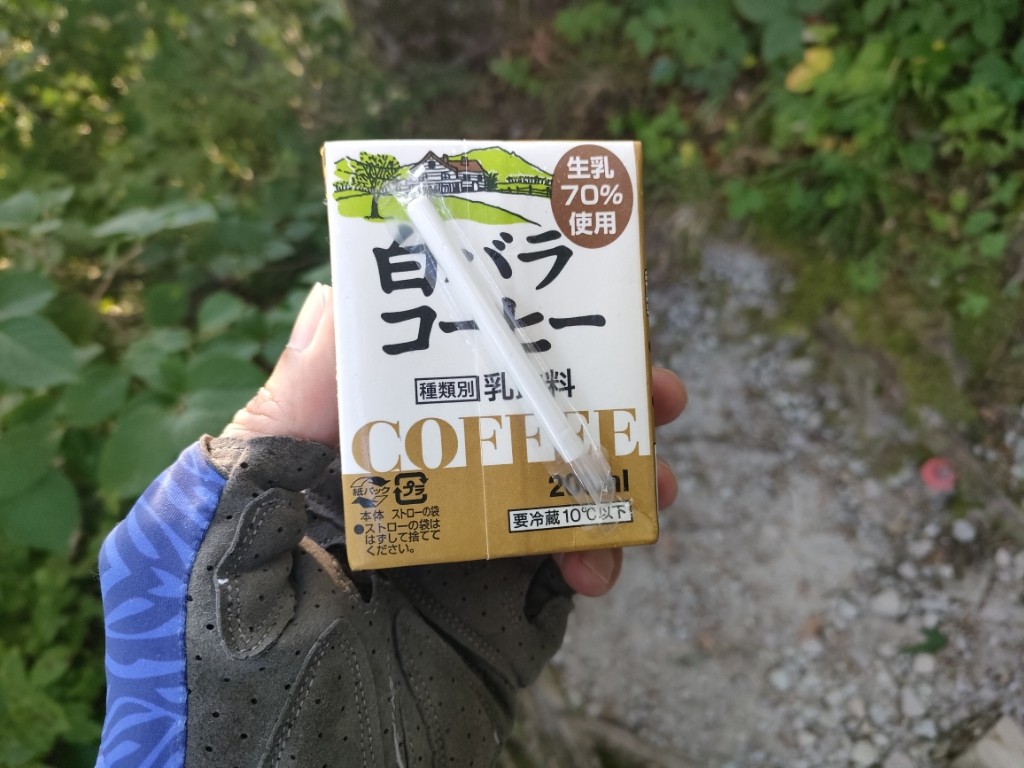 生乳
70%
使用
白バラ
コーヒー
種類別 乳飲料
COFFEE
紙パック プラ
本体 ストローの袋
●ストローの袋は
はずして捨てて
ください。
200ml
要冷蔵10℃以下